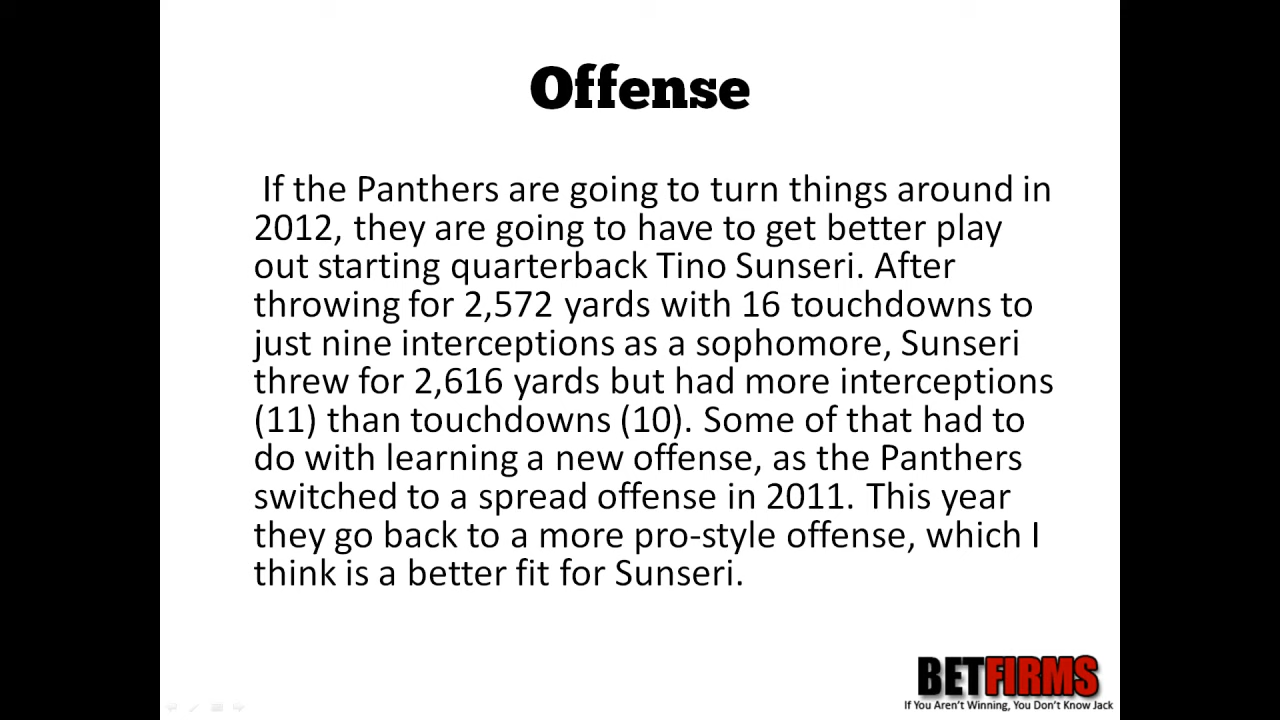 Offense
If the Panthers are going to turn things around in
2012, they are going to have to get better play
out starting quarterback Tino Sunseri. After
throwing for 2,572 yards with 16 touchdowns to
just nine interceptions as a sophomore, Sunseri
threw for 2,616 yards but had more interceptions
(11) than touchdowns (10). Some of that had to
do with learning a new offense, as the Panthers
switched to a spread offense in 2011. This year
they go back to a more pro-style offense, which I
think is a better fit for Sunseri.
BETFIRMS
If You Aren't Winning, You Don't Know Jack